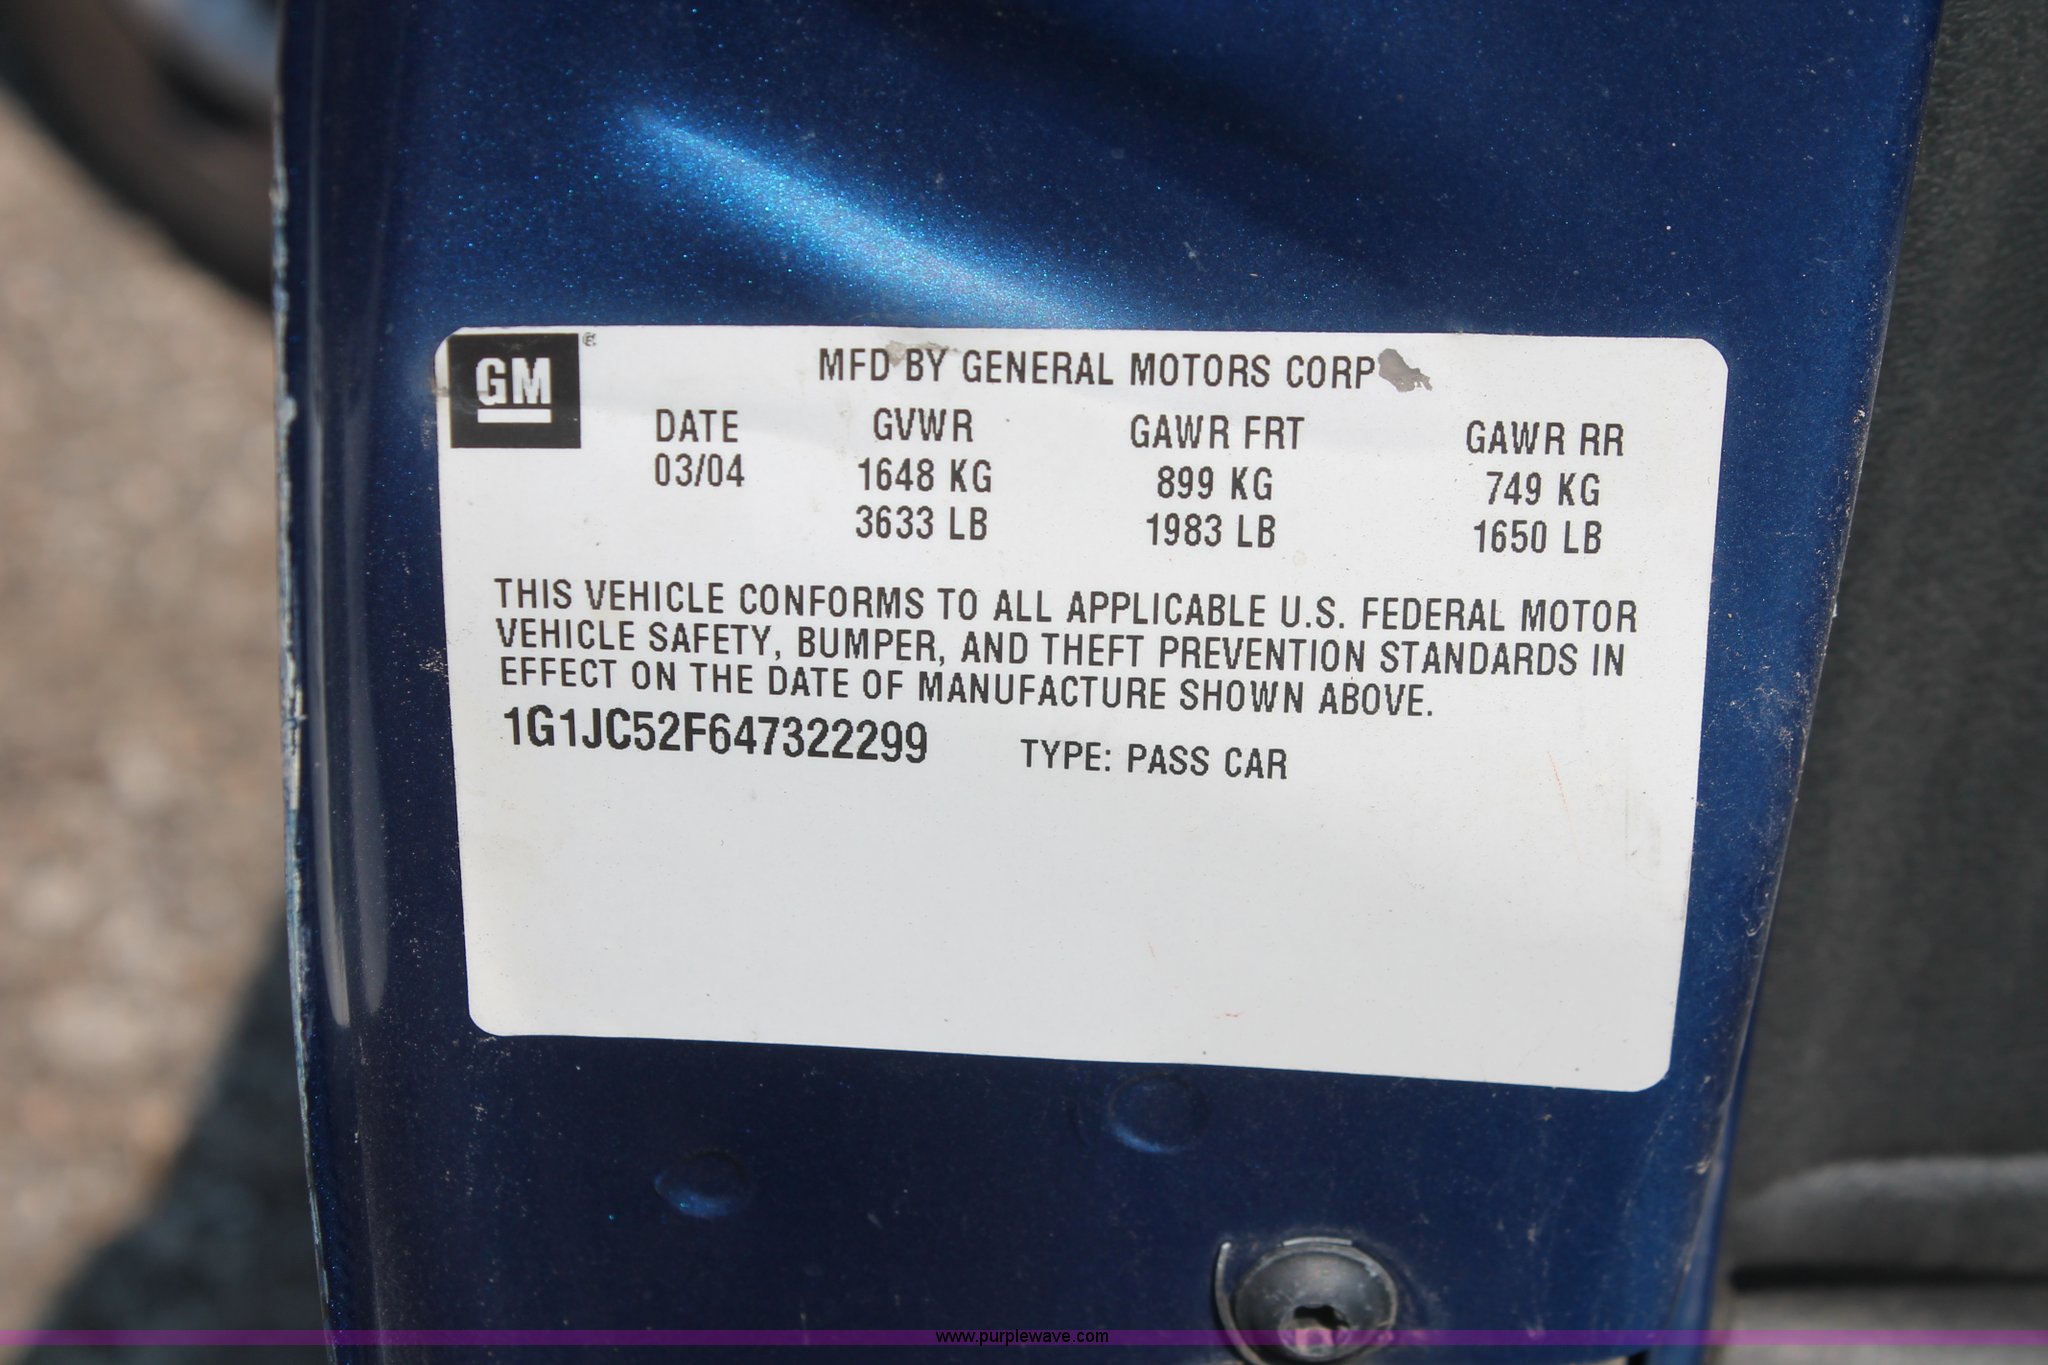 GM ®
MFD BY GENERAL MOTORS CORP
DATE GVWR GAWR FRT GAWR RR
03/04 1648 KG 899 KG 749 KG
3633 LB 1983 LB 1650 LB
THIS VEHICLE CONFORMS TO ALL APPLICABLE U.S. FEDERAL MOTOR
VEHICLE SAFETY, BUMPER, AND THEFT PREVENTION STANDARDS IN
EFFECT ON THE DATE OF MANUFACTURE SHOWN ABOVE.
1G1JC52F647322299 TYPE: PASS CAR
www.purplewave.com